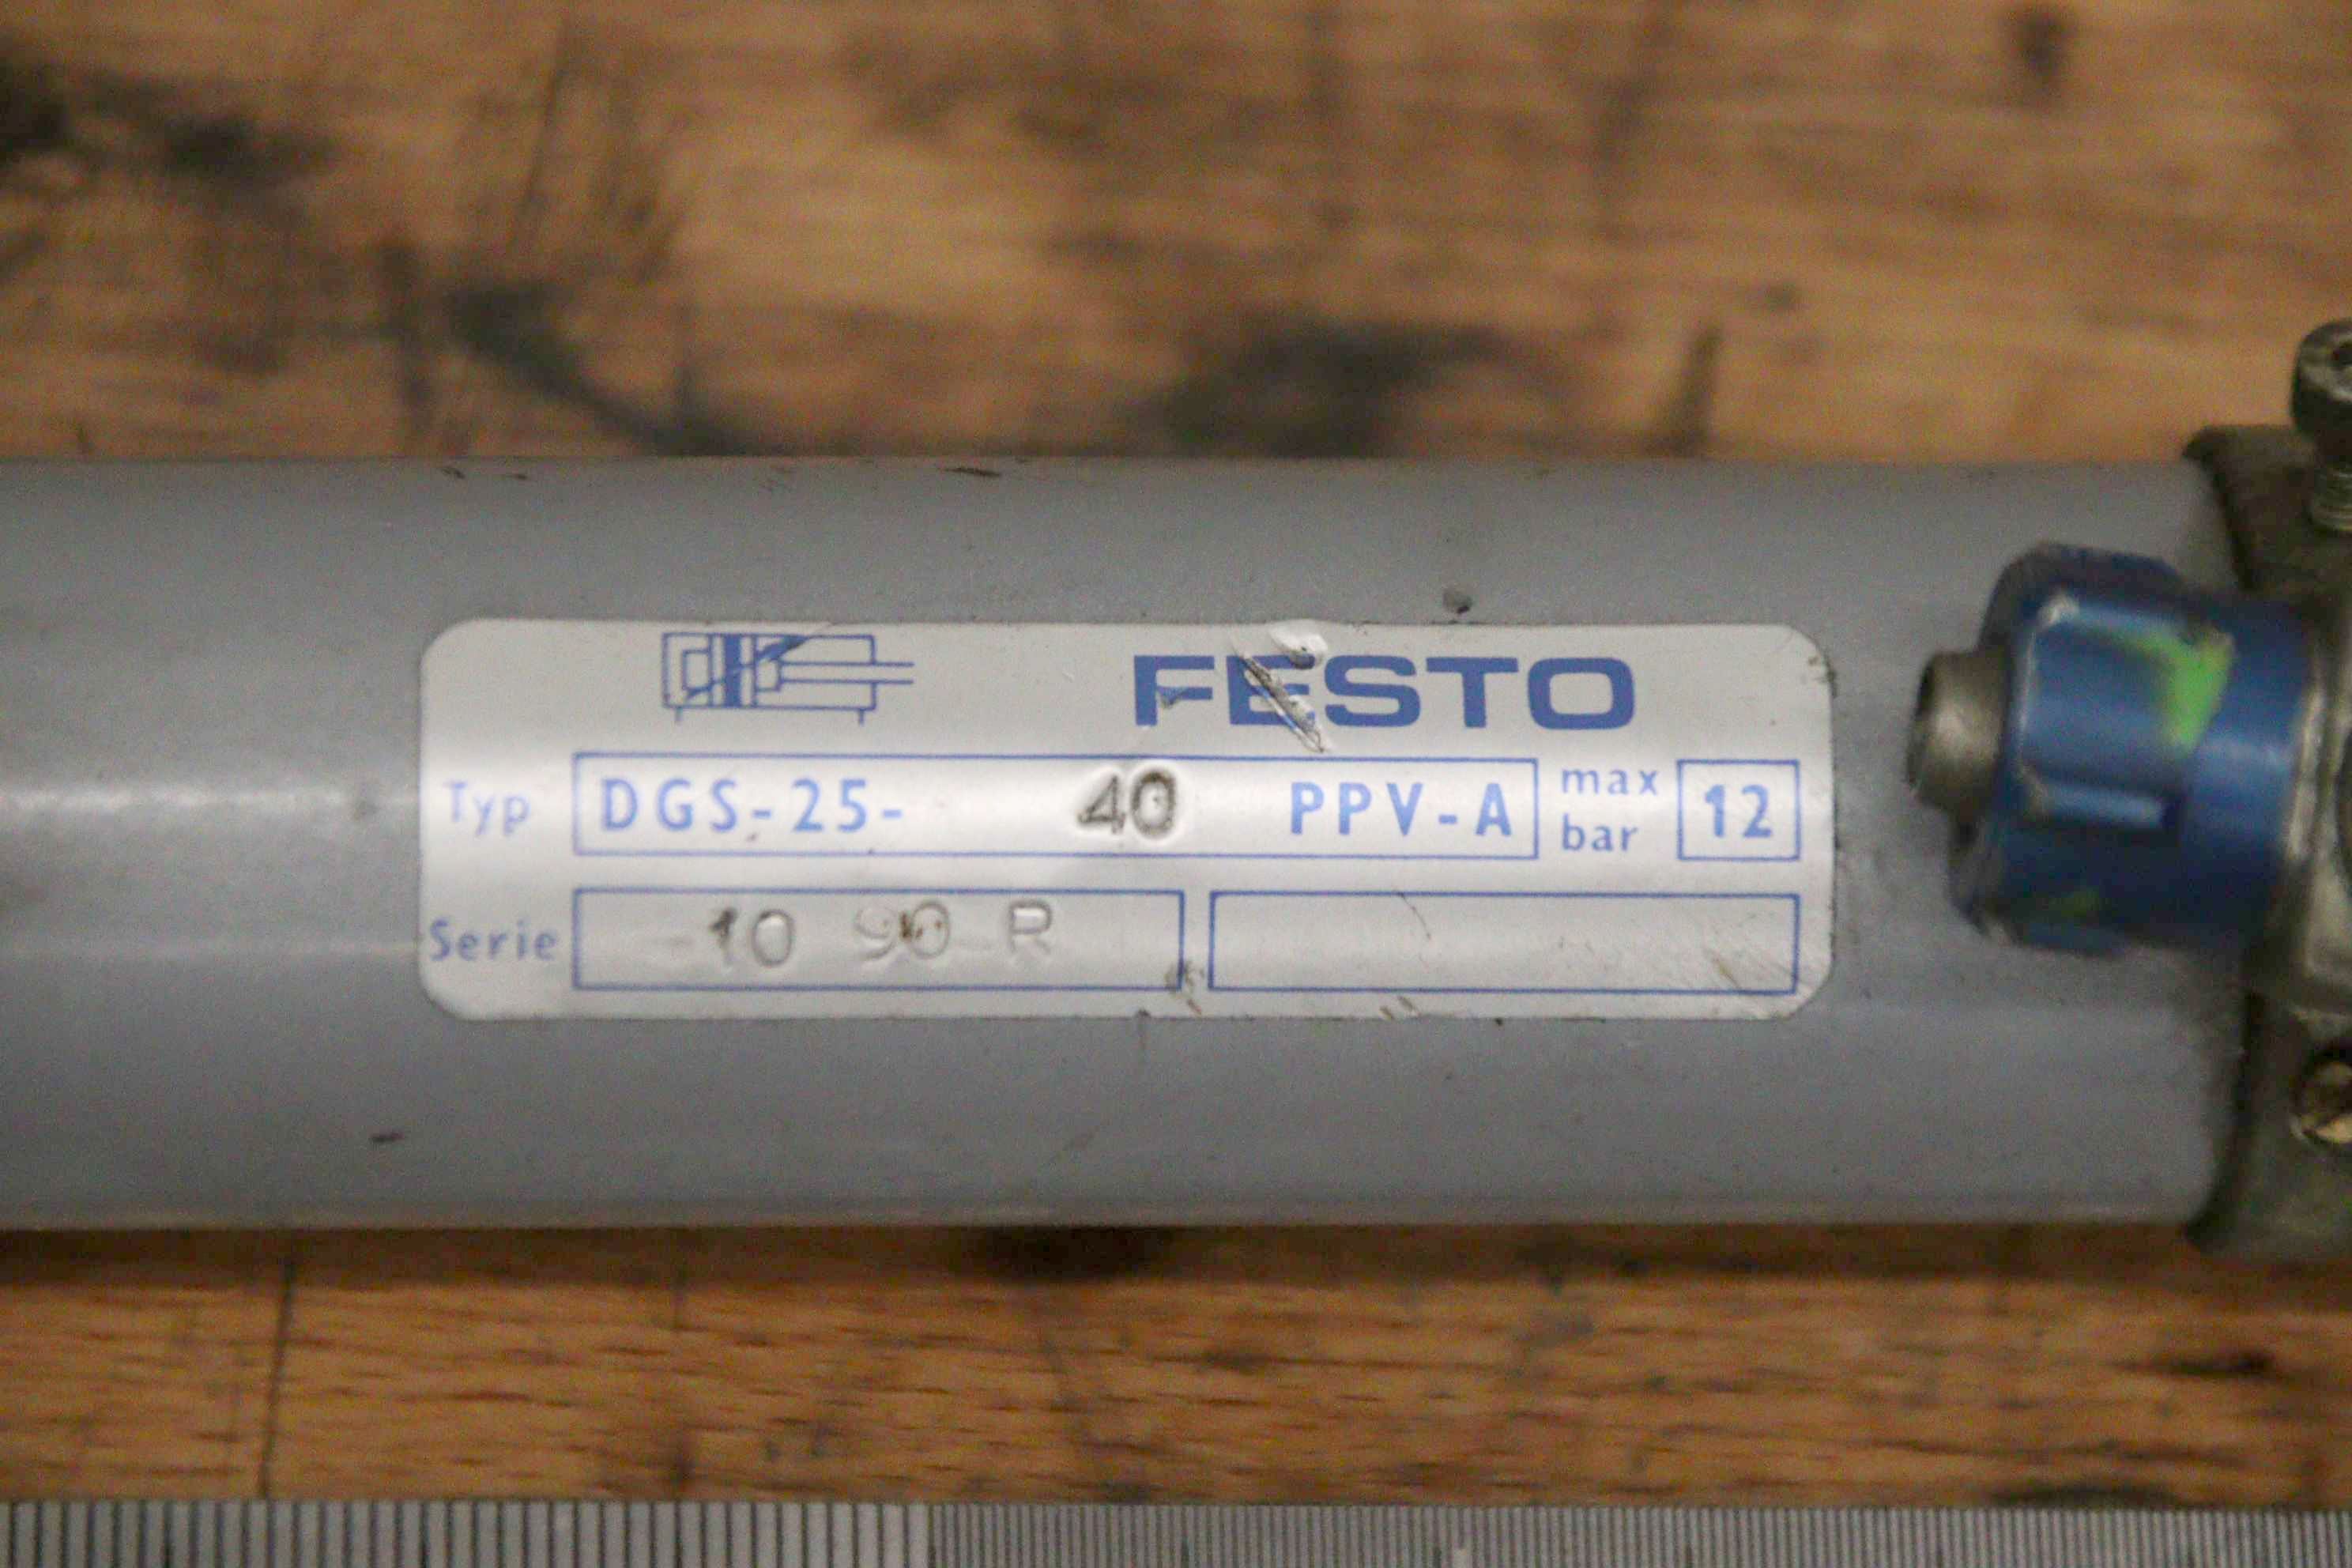 FESTO
Typ DGS-25- 40 PPV-A max bar 12
Serie 10 90 R